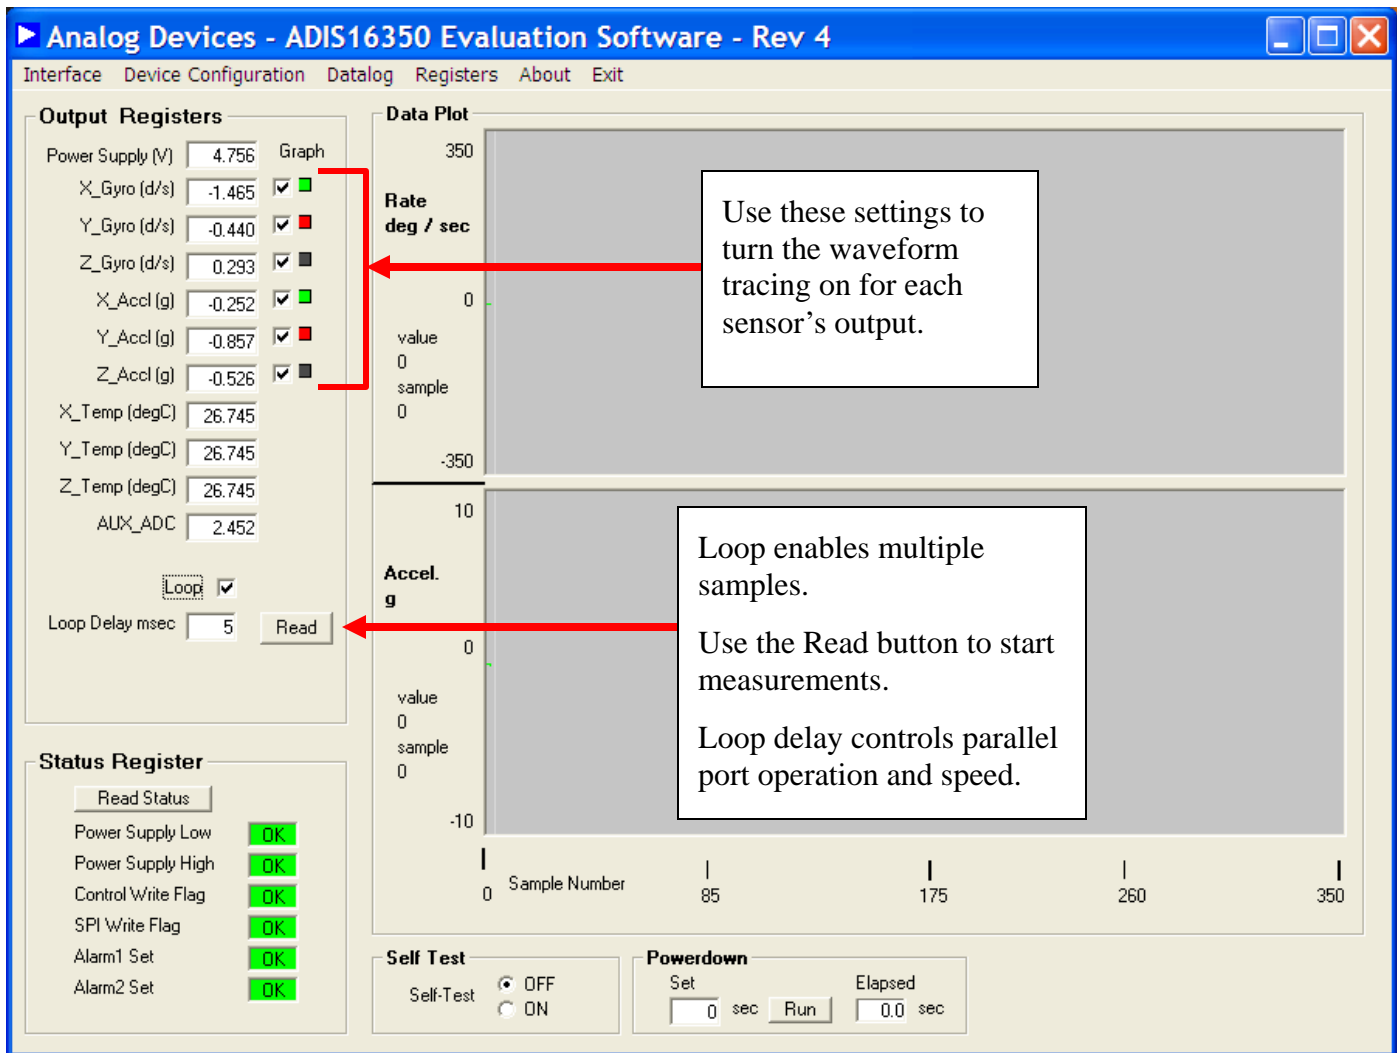 Analog Devices - ADIS16350 Evaluation Software - Rev 4
Interface Device Configuration Datalog Registers About Exit
Output Registers
Power Supply (V) 4.756 Graph
X_Gyro (d/s) -1.465
Y_Gyro (d/s) -0.440
Z_Gyro (d/s) 0.293
X_Accl (g) -0.252
Y_Accl (g) -0.857
Z_Accl (g) -0.526
X_Temp (degC) 26.745
Y_Temp (degC) 26.745
Z_Temp (degC) 26.745
AUX_ADC 2.452
Loop
Loop Delay msec 5 Read
Status Register
Read Status
Power Supply Low OK
Power Supply High OK
Control Write Flag OK
SPI Write Flag OK
Alarm1 Set OK
Alarm2 Set OK
Data Plot
350
Rate
deg / sec
0
value
0
sample
0
-350
Use these settings to
turn the waveform
tracing on for each
sensor’s output.
10
Accel.
g
0
value
0
sample
0
-10
Loop enables multiple
samples.
Use the Read button to start
measurements.
Loop delay controls parallel
port operation and speed.
0 Sample Number 85 175 260 350
Self Test
Self-Test OFF
ON
Powerdown
Set Elapsed
0 sec Run 0.0 sec